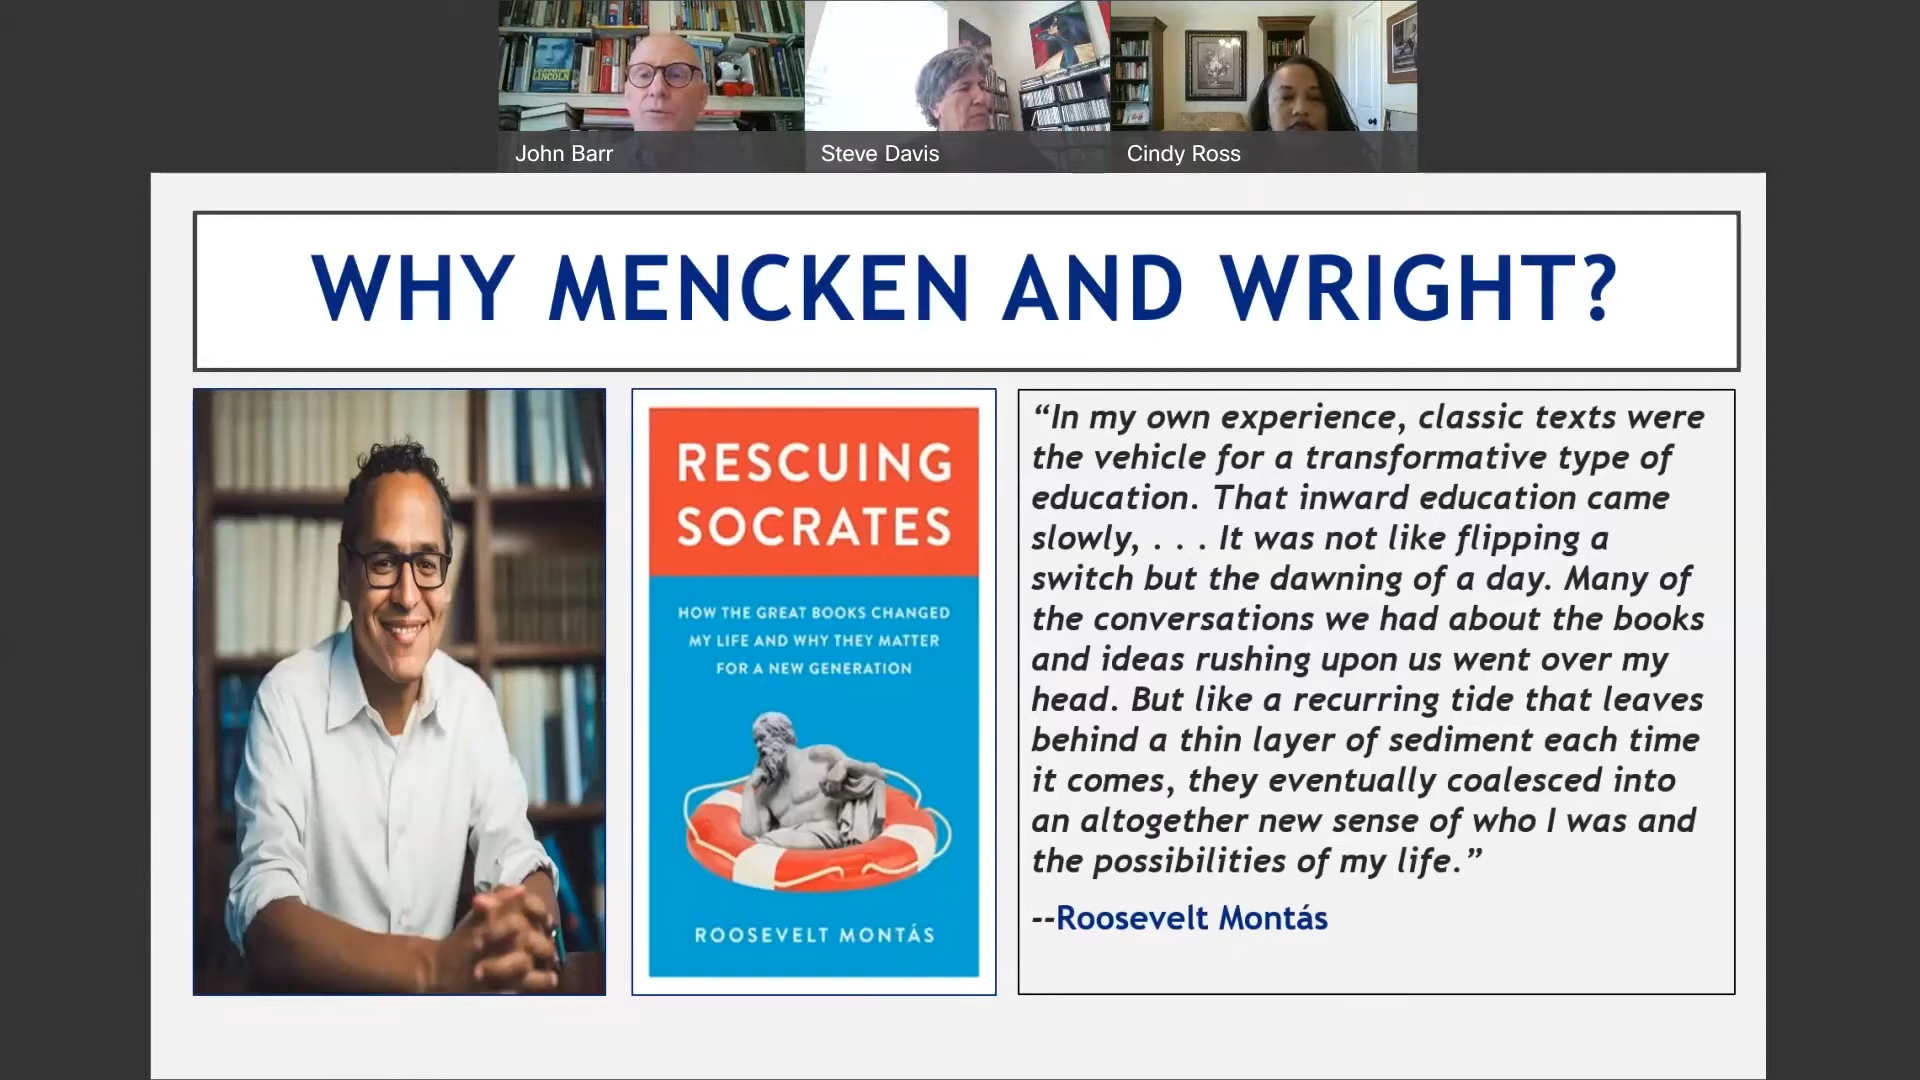 LINCOLN
John Barr
Steve Davis
Cindy Ross
WHY MENCKEN AND WRIGHT?
RESCUING
SOCRATES
HOW THE GREAT BOOKS CHANGED
MY LIFE AND WHY THEY MATTER
FOR A NEW GENERATION
ROOSEVELT MONTÁS
“In my own experience, classic texts were
the vehicle for a transformative type of
education. That inward education came
slowly, . . . It was not like flipping a
switch but the dawning of a day. Many of
the conversations we had about the books
and ideas rushing upon us went over my
head. But like a recurring tide that leaves
behind a thin layer of sediment each time
it comes, they eventually coalesced into
an altogether new sense of who I was and
the possibilities of my life.”
--Roosevelt Montás